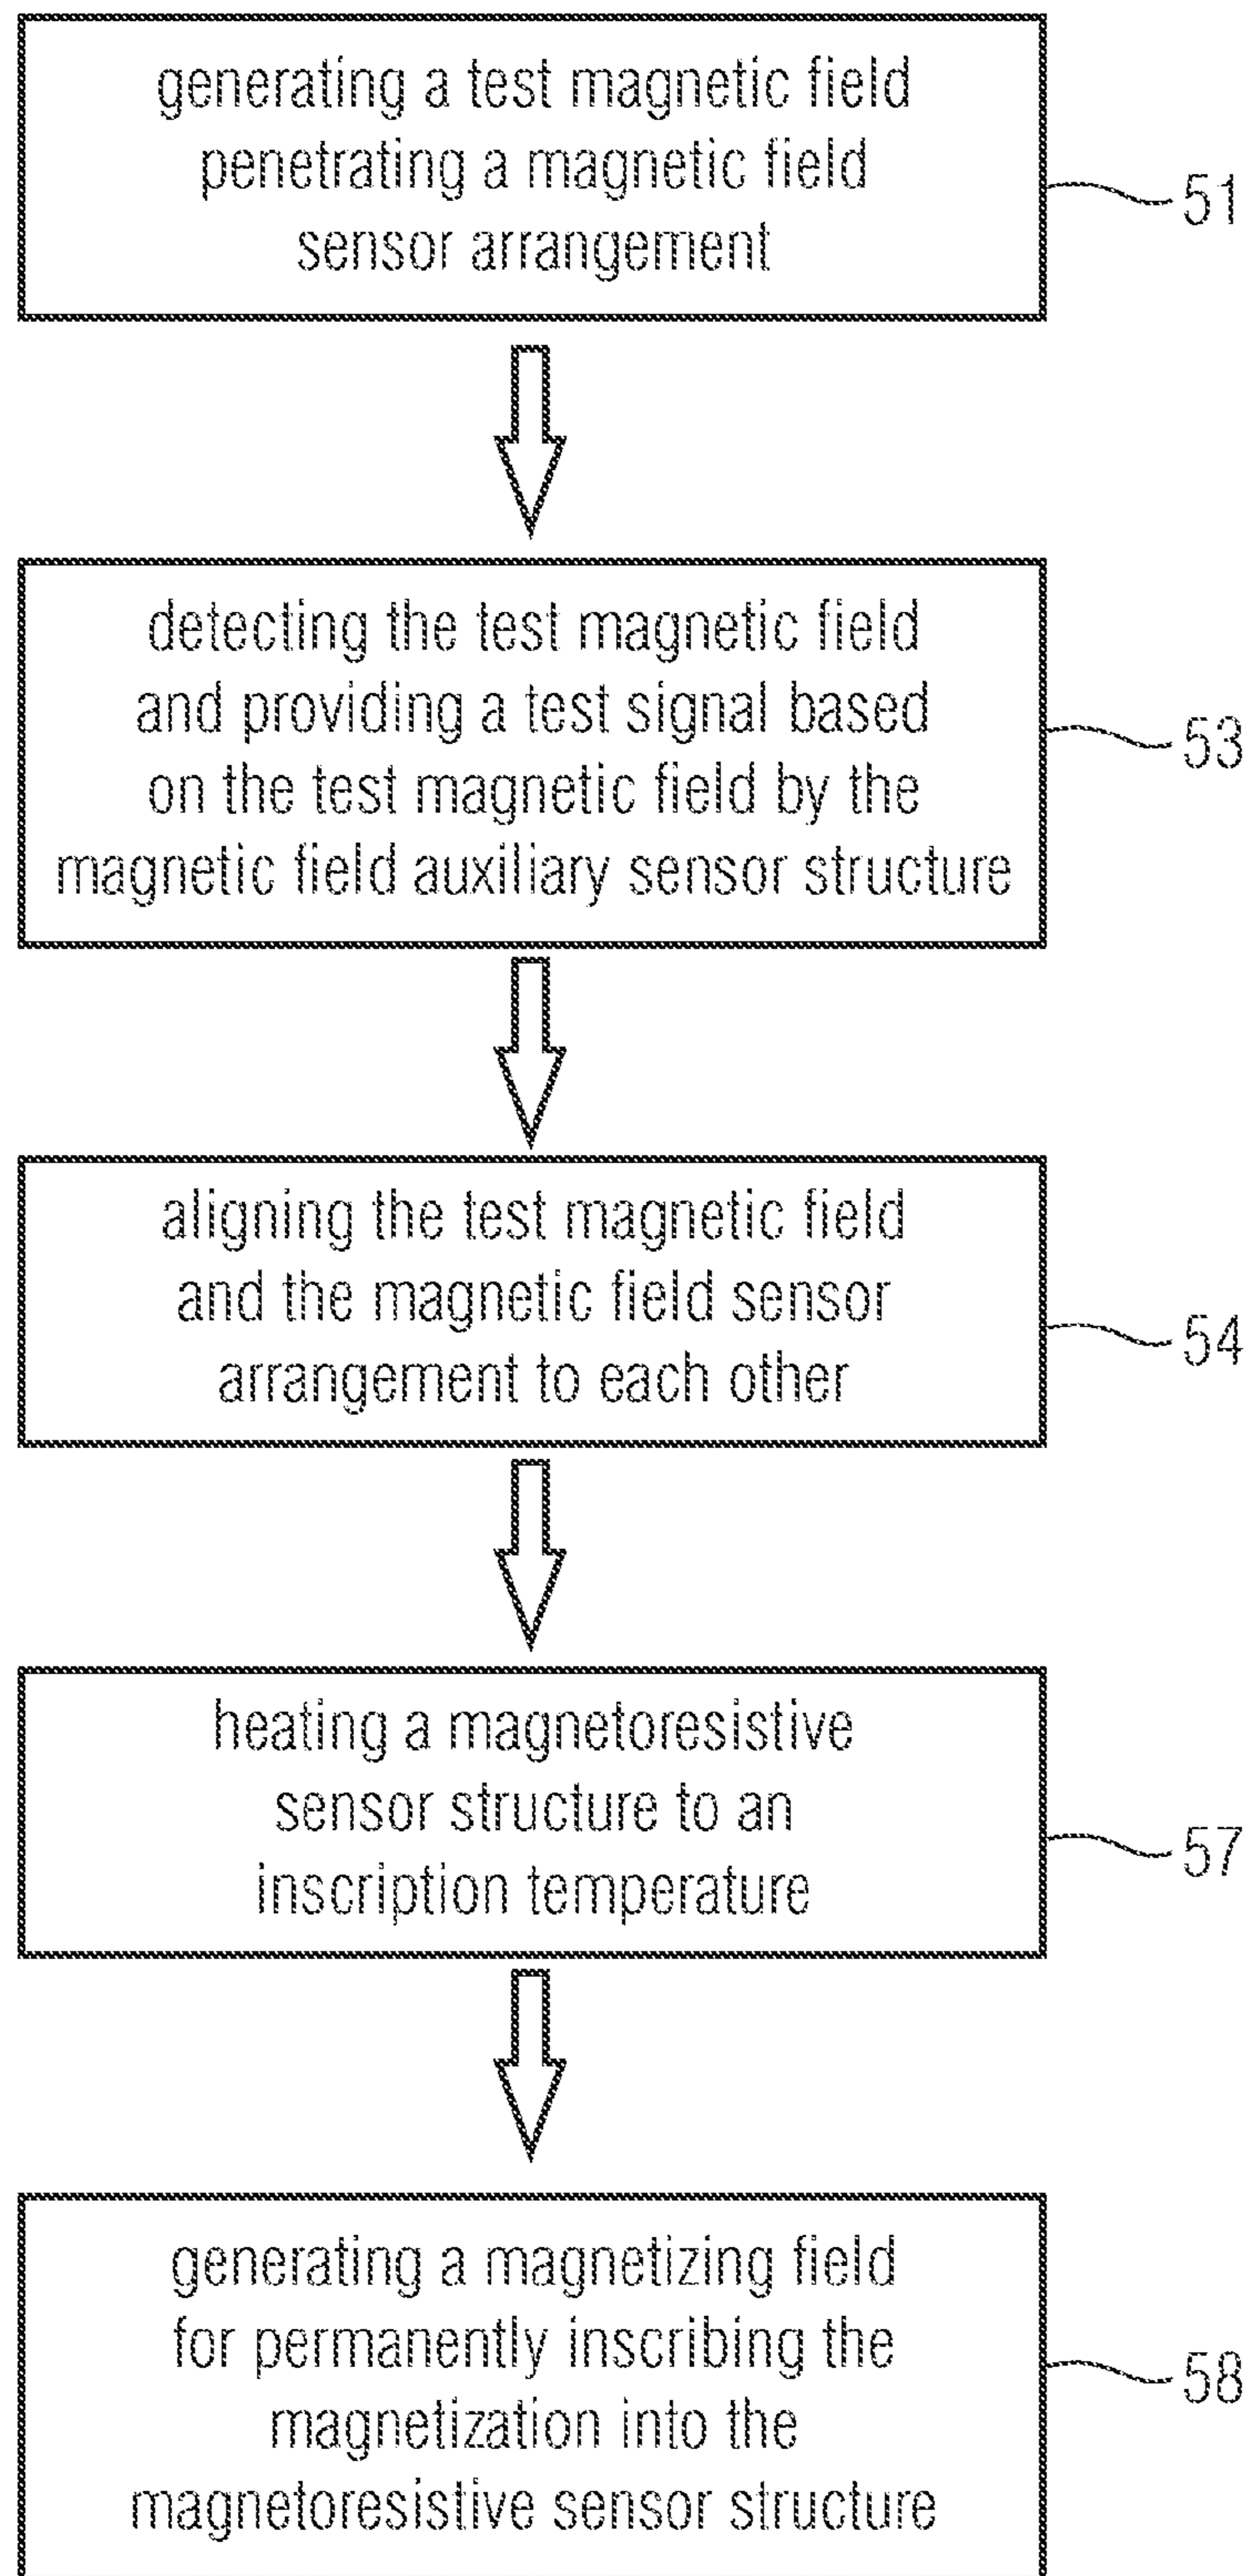 generating a test magnetic field
penetrating a magnetic field
sensor arrangement
51
detecting the test magnetic field
and providing a test signal based
on the test magnetic field by the
magnetic field auxiliary sensor structure
53
aligning the test magnetic field
and the magnetic field sensor
arrangement to each other
54
heating a magnetoresistive
sensor structure to an
inscription temperature
57
generating a magnetizing field
for permanently inscribing the
magnetization into the
magnetoresistive sensor structure
58